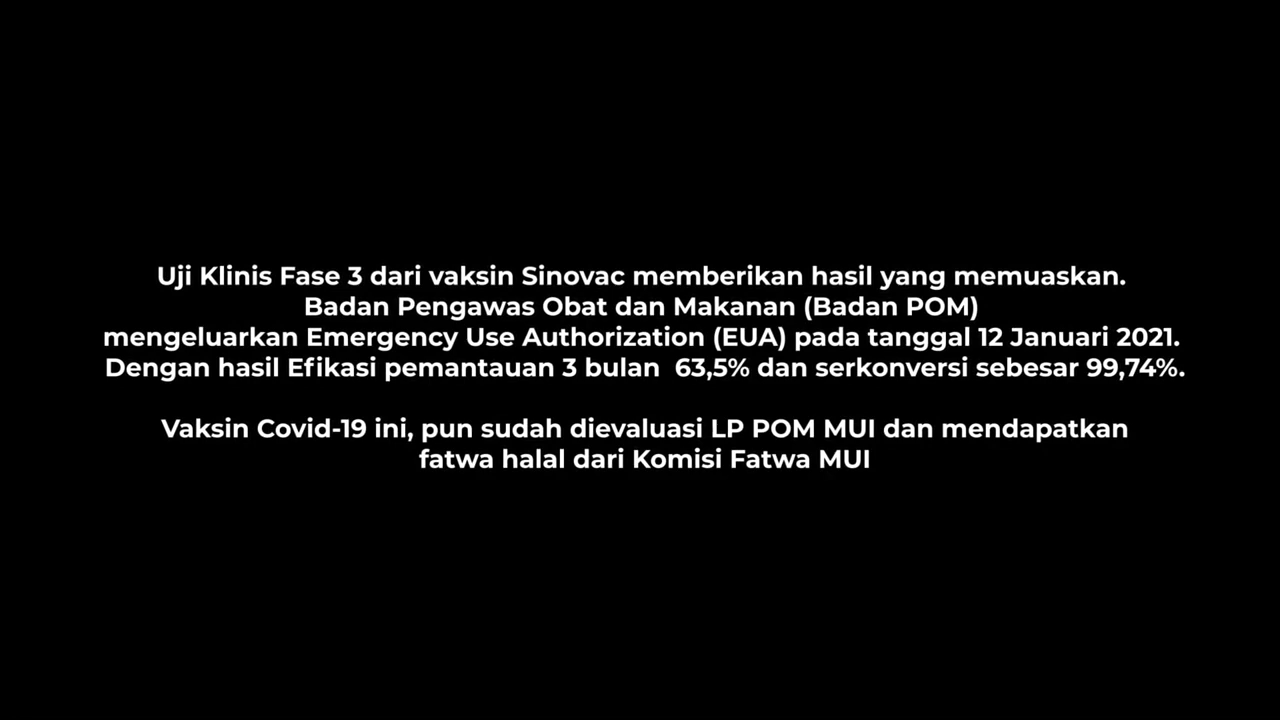 Uji Klinis Fase 3 dari vaksin Sinovac memberikan hasil yang memuaskan.
Badan Pengawas Obat dan Makanan (Badan POM)
mengeluarkan Emergency Use Authorization (EUA) pada tanggal 12 Januari 2021.
Dengan hasil Efikasi pemantauan 3 bulan  63,5% dan serkonversi sebesar 99,74%.
Vaksin Covid-19 ini, pun sudah dievaluasi LP POM MUI dan mendapatkan
fatwa halal dari Komisi Fatwa MUI